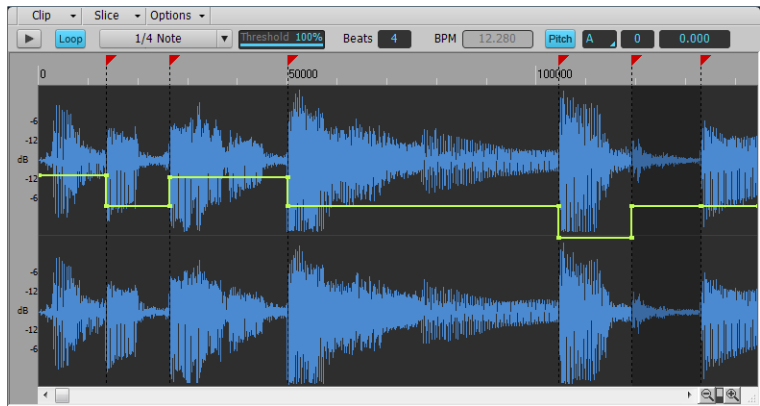 Clip Slice Options
Loop 1/4 Note Threshold 100% Beats 4 BPM 12.280 Pitch A 0 0.000
0 50000 100000
-6
-12
dB
-12
-6
-6
-12
dB
-12
-6